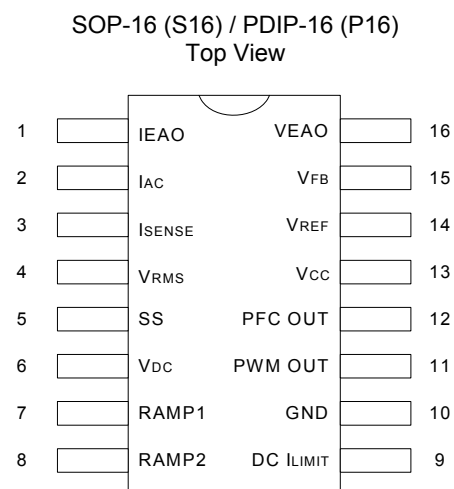 SOP-16 (S16) / PDIP-16 (P16)
Top View
1 IEAO VEAO 16
2 IAC VFB 15
3 ISENSE VREF 14
4 VRMS VCC 13
5 SS PFC OUT 12
6 VDC PWM OUT 11
7 RAMP1 GND 10
8 RAMP2 DC ILIMIT 9